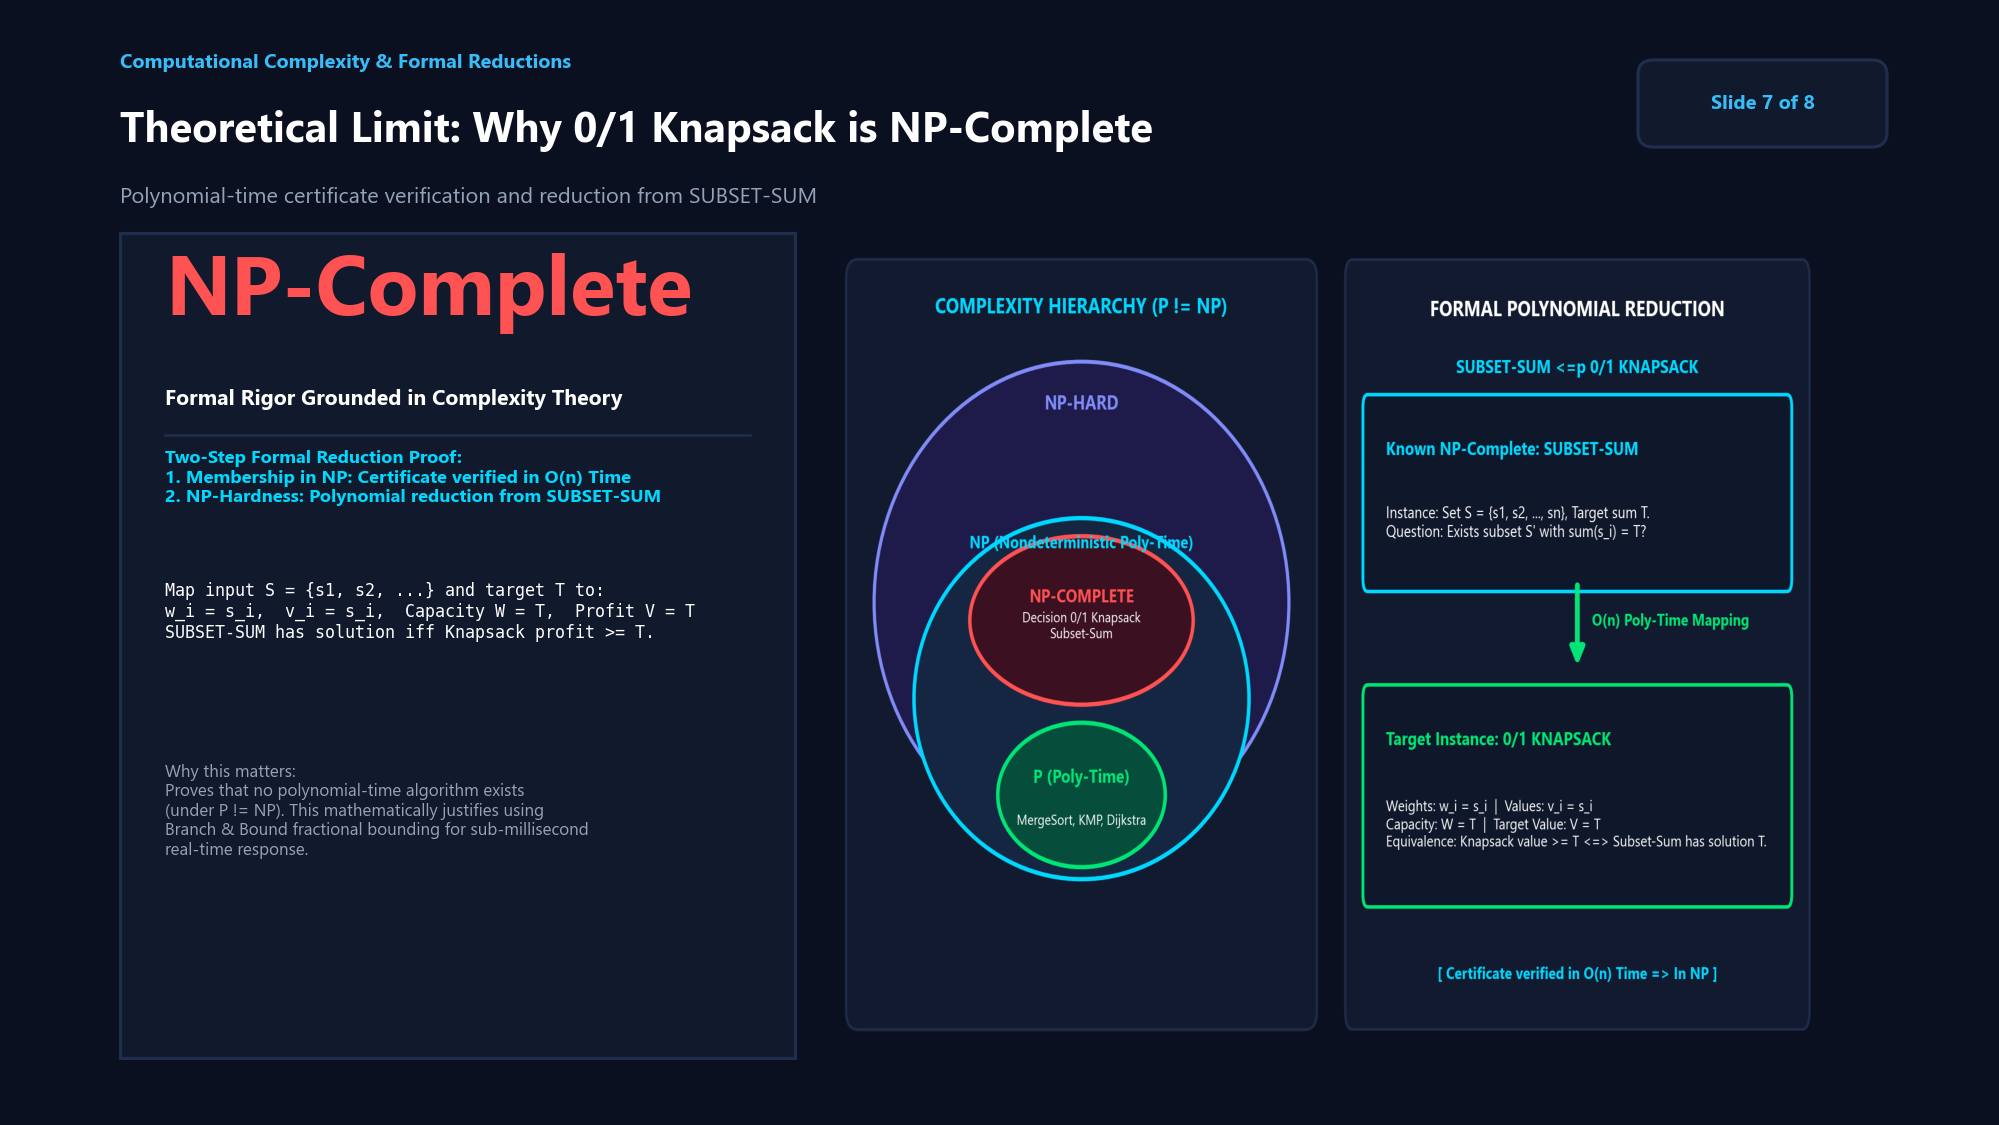 Computational Complexity & Formal Reductions
Theoretical Limit: Why 0/1 Knapsack is NP-Complete
Polynomial-time certificate verification and reduction from SUBSET-SUM
Slide 7 of 8
NP-Complete
Formal Rigor Grounded in Complexity Theory
Two-Step Formal Reduction Proof:
1. Membership in NP: Certificate verified in O(n) Time
2. NP-Hardness: Polynomial reduction from SUBSET-SUM
Map input S = {s1, s2, ...} and target T to:
w_i = s_i,  v_i = s_i,  Capacity W = T,  Profit V = T
SUBSET-SUM has solution iff Knapsack profit >= T.
Why this matters:
Proves that no polynomial-time algorithm exists
(under P != NP). This mathematically justifies using
Branch & Bound fractional bounding for sub-millisecond
real-time response.
COMPLEXITY HIERARCHY (P != NP)
NP-HARD
NP (Nondeterministic Poly-Time)
NP-COMPLETE
Decision 0/1 Knapsack
Subset-Sum
P (Poly-Time)
MergeSort, KMP, Dijkstra
FORMAL POLYNOMIAL REDUCTION
SUBSET-SUM <=p 0/1 KNAPSACK
Known NP-Complete: SUBSET-SUM
Instance: Set S = {s1, s2, ..., sn}, Target sum T.
Question: Exists subset S' with sum(s_i) = T?
O(n) Poly-Time Mapping
Target Instance: 0/1 KNAPSACK
Weights: w_i = s_i | Values: v_i = s_i
Capacity: W = T | Target Value: V = T
Equivalence: Knapsack value >= T <=> Subset-Sum has solution T.
[ Certificate verified in O(n) Time => In NP ]